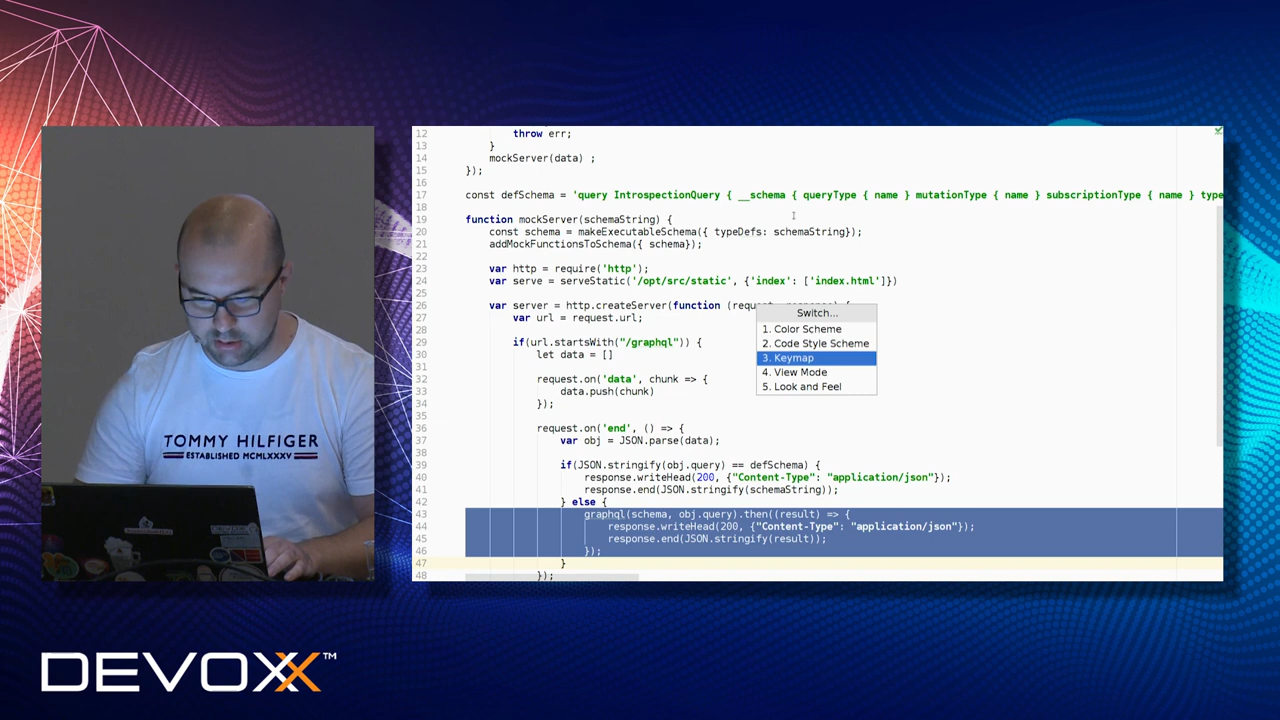 TOMMY HILFIGER
ESTABLISHED MCMLXXXV
12 throw err;
13 }
14 mockServer(data) ;
15 });
16
17 const defSchema = 'query IntrospectionQuery { __schema { queryType { name } mutationType { name } subscriptionType { name } type
18
19 function mockServer(schemaString) {
20 const schema = makeExecutableSchema({ typeDefs: schemaString});
21 addMockFunctionsToSchema({ schema});
22
23 var http = require('http');
24 var serve = serveStatic('/opt/src/static', {'index': ['index.html']})
25
26 var server = http.createServer(function (request, response) {
27 var url = request.url;
28
29 if(url.startsWith("/graphql")) {
30 let data = []
31
32 request.on('data', chunk => {
33 data.push(chunk)
34 });
35
36 request.on('end', () => {
37 var obj = JSON.parse(data);
38
39 if(JSON.stringify(obj.query) == defSchema) {
40 response.writeHead(200, {"Content-Type": "application/json"});
41 response.end(JSON.stringify(schemaString));
42 } else {
43 graphql(schema, obj.query).then((result) => {
44 response.writeHead(200, {"Content-Type": "application/json"});
45 response.end(JSON.stringify(result));
46 });
47 }
48 });
Switch...
1. Color Scheme
2. Code Style Scheme
3. Keymap
4. View Mode
5. Look and Feel
DEVOXX™